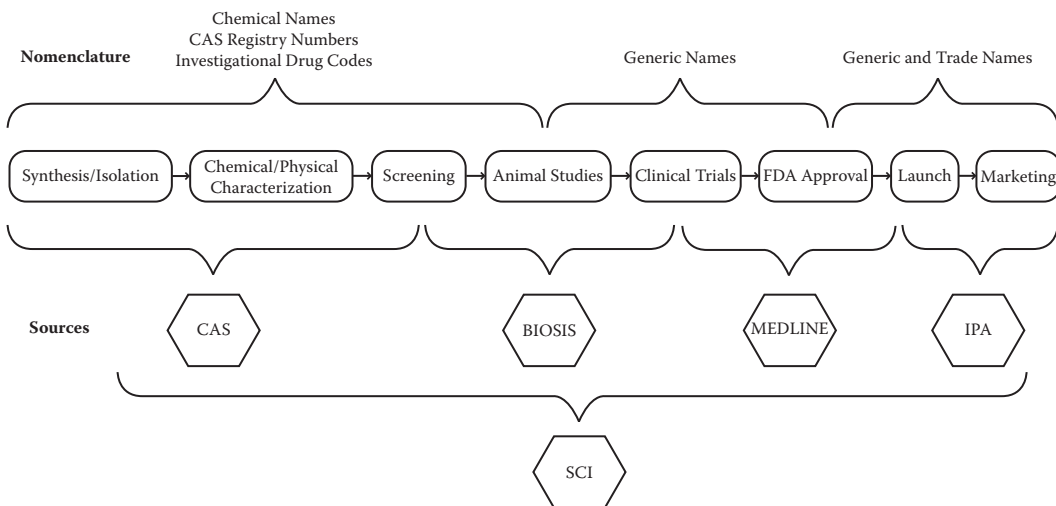 Nomenclature
Chemical Names
CAS Registry Numbers
Investigational Drug Codes
Generic Names
Generic and Trade Names
Synthesis/Isolation
Chemical/Physical
Characterization
Screening
Animal Studies
Clinical Trials
FDA Approval
Launch
Marketing
Sources
CAS
BIOSIS
MEDLINE
IPA
SCI